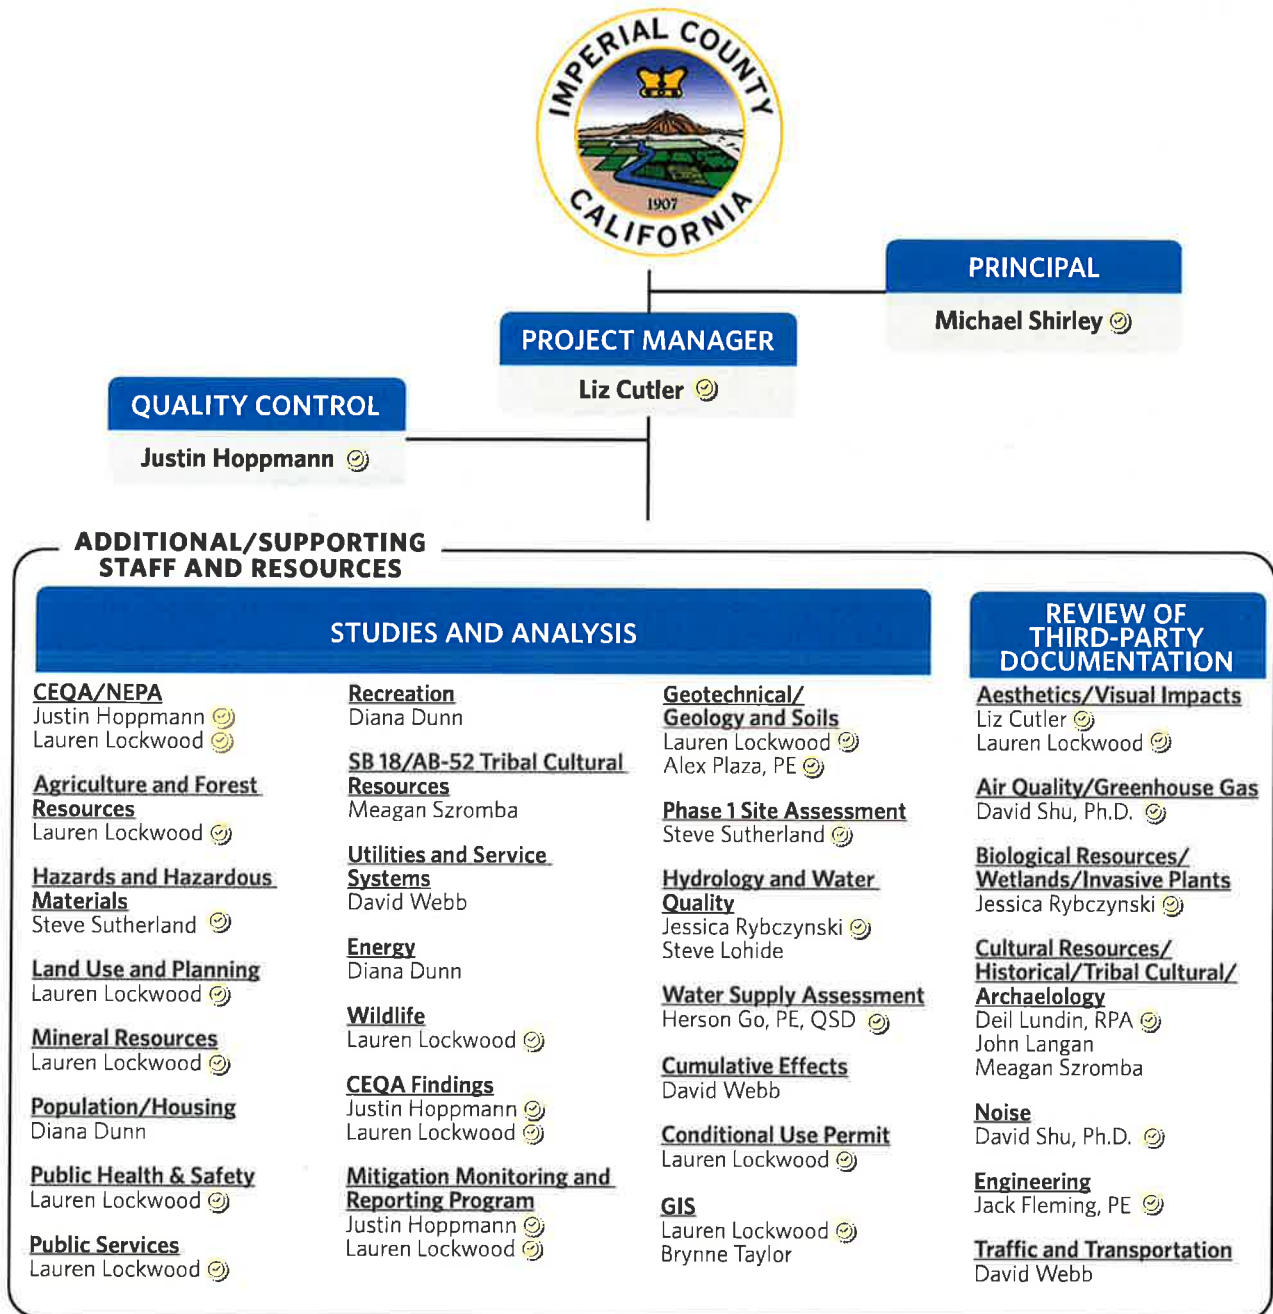 IMPERIAL COUNTY
1907
CALIFORNIA
PRINCIPAL
Michael Shirley
PROJECT MANAGER
Liz Cutler
QUALITY CONTROL
Justin Hoppmann
ADDITIONAL/SUPPORTING
STAFF AND RESOURCES
STUDIES AND ANALYSIS
CEQA/NEPA
Justin Hoppmann
Lauren Lockwood
Agriculture and Forest
Resources
Lauren Lockwood
Hazards and Hazardous
Materials
Steve Sutherland
Land Use and Planning
Lauren Lockwood
Mineral Resources
Lauren Lockwood
Population/Housing
Diana Dunn
Public Health & Safety
Lauren Lockwood
Public Services
Lauren Lockwood
Recreation
Diana Dunn
SB 18/AB-52 Tribal Cultural
Resources
Meagan Szromba
Utilities and Service
Systems
David Webb
Energy
Diana Dunn
Wildlife
Lauren Lockwood
CEQA Findings
Justin Hoppmann
Lauren Lockwood
Mitigation Monitoring and
Reporting Program
Justin Hoppmann
Lauren Lockwood
Geotechnical/
Geology and Soils
Lauren Lockwood
Alex Plaza, PE
Phase 1 Site Assessment
Steve Sutherland
Hydrology and Water
Quality
Jessica Rybczynski
Steve Lohide
Water Supply Assessment
Herson Go, PE, QSD
Cumulative Effects
David Webb
Conditional Use Permit
Lauren Lockwood
GIS
Lauren Lockwood
Brynne Taylor
REVIEW OF
THIRD-PARTY
DOCUMENTATION
Aesthetics/Visual Impacts
Liz Cutler
Lauren Lockwood
Air Quality/Greenhouse Gas
David Shu, Ph.D.
Biological Resources/
Wetlands/Invasive Plants
Jessica Rybczynski
Cultural Resources/
Historical/Tribal Cultural/
Archaelology
Deil Lundin, RPA
John Langan
Meagan Szromba
Noise
David Shu, Ph.D.
Engineering
Jack Fleming, PE
Traffic and Transportation
David Webb